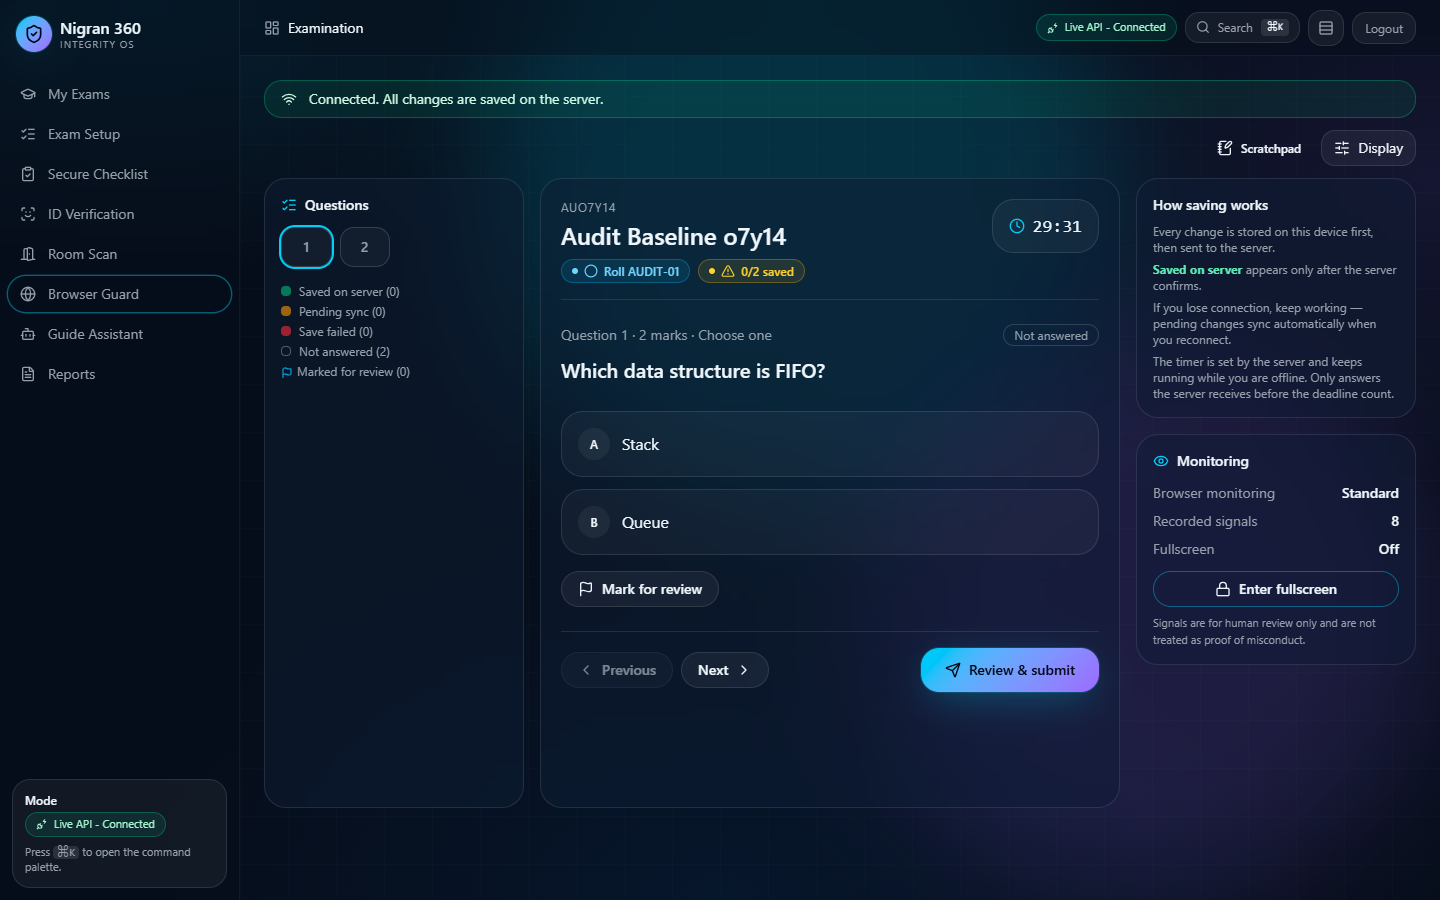 Nigran 360
INTEGRITY OS
My Exams
Exam Setup
Secure Checklist
ID Verification
Room Scan
Browser Guard
Guide Assistant
Reports
Mode
Live API - Connected
Press ⌘K to open the command
palette.
Examination
Live API - Connected
Search ⌘K
Logout
Connected. All changes are saved on the server.
Scratchpad
Display
Questions
1
2
Saved on server (0)
Pending sync (0)
Save failed (0)
Not answered (2)
Marked for review (0)
AUO7Y14
Audit Baseline o7y14
29:31
Roll AUDIT-01
0/2 saved
Question 1 · 2 marks · Choose one
Not answered
Which data structure is FIFO?
A Stack
B Queue
Mark for review
Previous
Next
Review & submit
How saving works
Every change is stored on this device first,
then sent to the server.
Saved on server appears only after the server
confirms.
If you lose connection, keep working —
pending changes sync automatically when
you reconnect.
The timer is set by the server and keeps
running while you are offline. Only answers
the server receives before the deadline count.
Monitoring
Browser monitoring Standard
Recorded signals 8
Fullscreen Off
Enter fullscreen
Signals are for human review only and are not
treated as proof of misconduct.